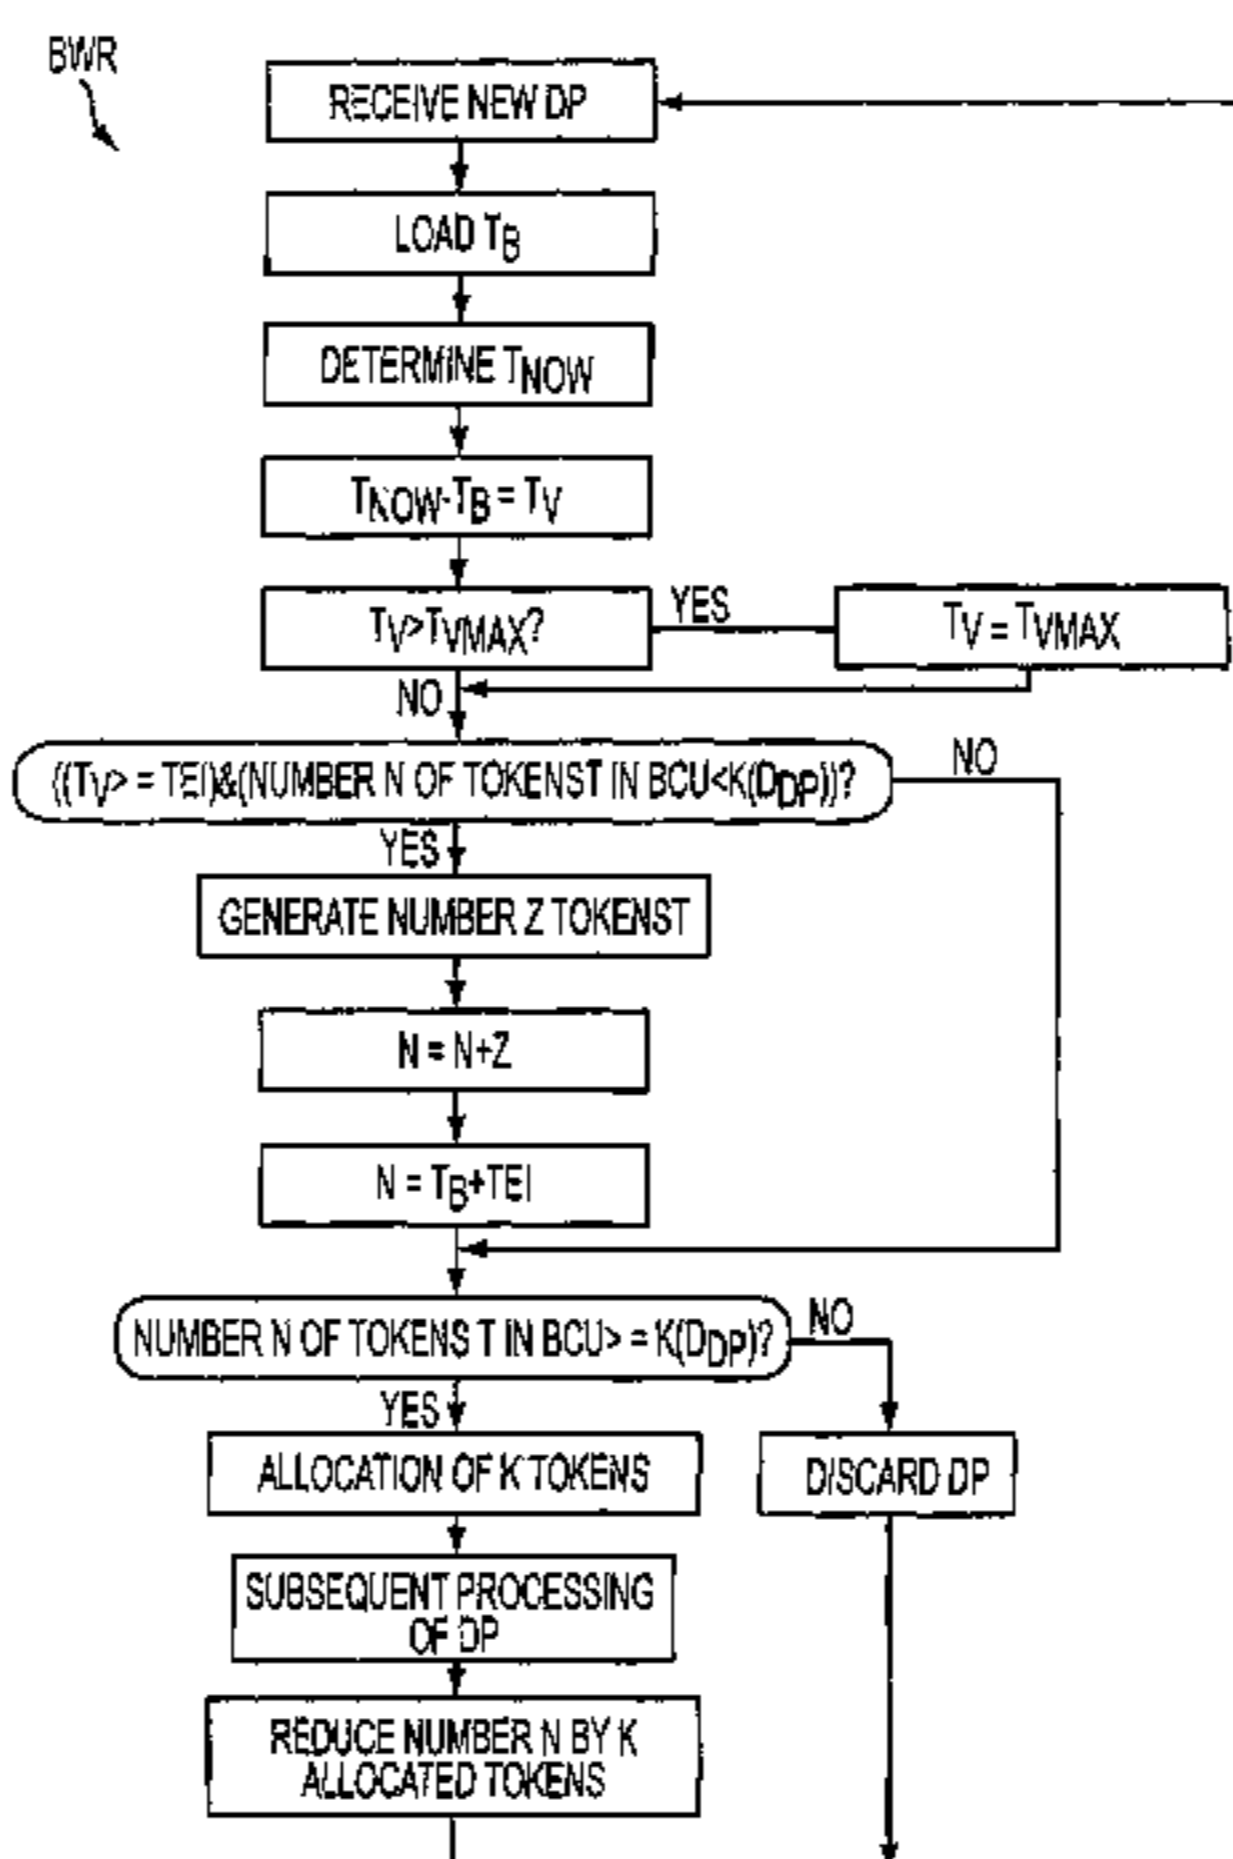 BWR
RECEIVE NEW DP
LOAD TB
DETERMINE TNOW
TNOW-TB = TV
TV>TVMAX?
YES
TV = TVMAX
NO
((TV> = TEI)&(NUMBER N OF TOKENST IN BCU<K(DDP))?
NO
YES
GENERATE NUMBER Z TOKENST
N = N+Z
N = TB+TEI
NUMBER N OF TOKENS T IN BCU> = K(DDP)?
NO
YES
ALLOCATION OF K TOKENS
DISCARD DP
SUBSEQUENT PROCESSING
OF DP
REDUCE NUMBER N BY K
ALLOCATED TOKENS